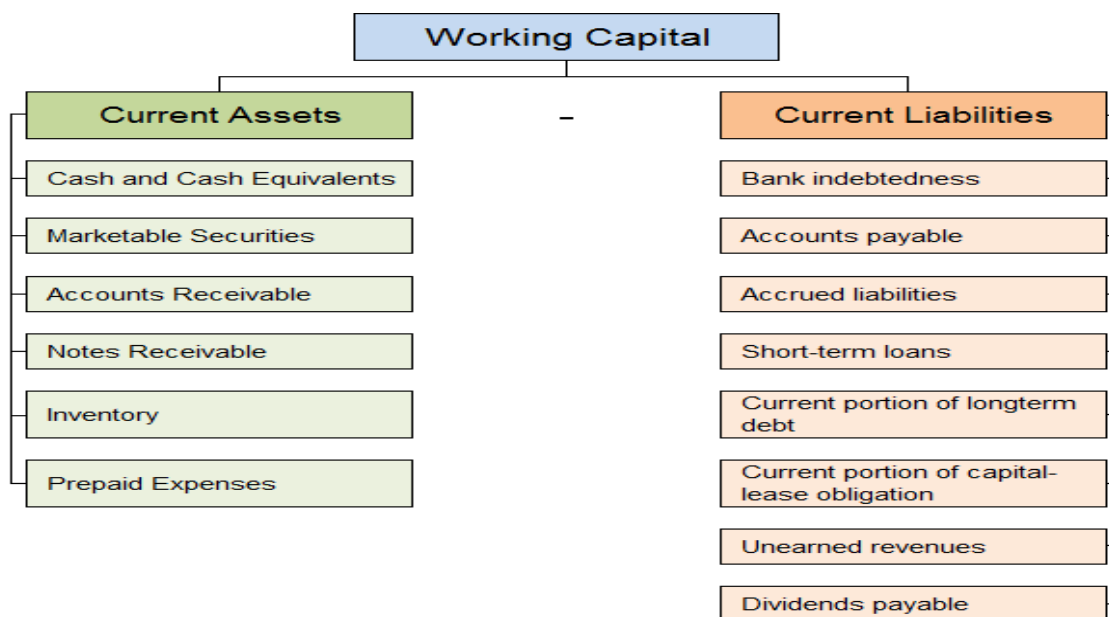 Working Capital
Current Assets
-
Current Liabilities
Cash and Cash Equivalents
Marketable Securities
Accounts Receivable
Notes Receivable
Inventory
Prepaid Expenses
Bank indebtedness
Accounts payable
Accrued liabilities
Short-term loans
Current portion of longterm
debt
Current portion of capital-
lease obligation
Unearned revenues
Dividends payable